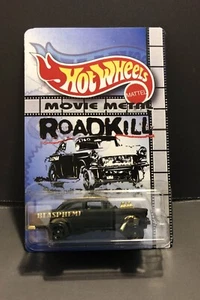 Hot Wheels
MATTEL
MOVIE METAL
ROADKILL
BLASPHEMI